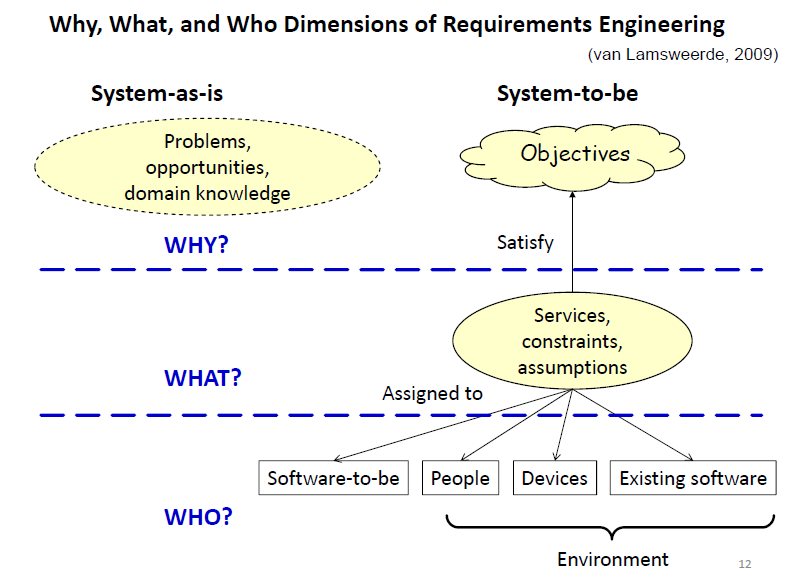 Why, What, and Who Dimensions of Requirements Engineering
(van Lamsweerde, 2009)
System-as-is
System-to-be
Problems,
opportunities,
domain knowledge
Objectives
WHY?
Satisfy
Services,
constraints,
assumptions
WHAT?
Assigned to
Software-to-be
People
Devices
Existing software
WHO?
Environment
12